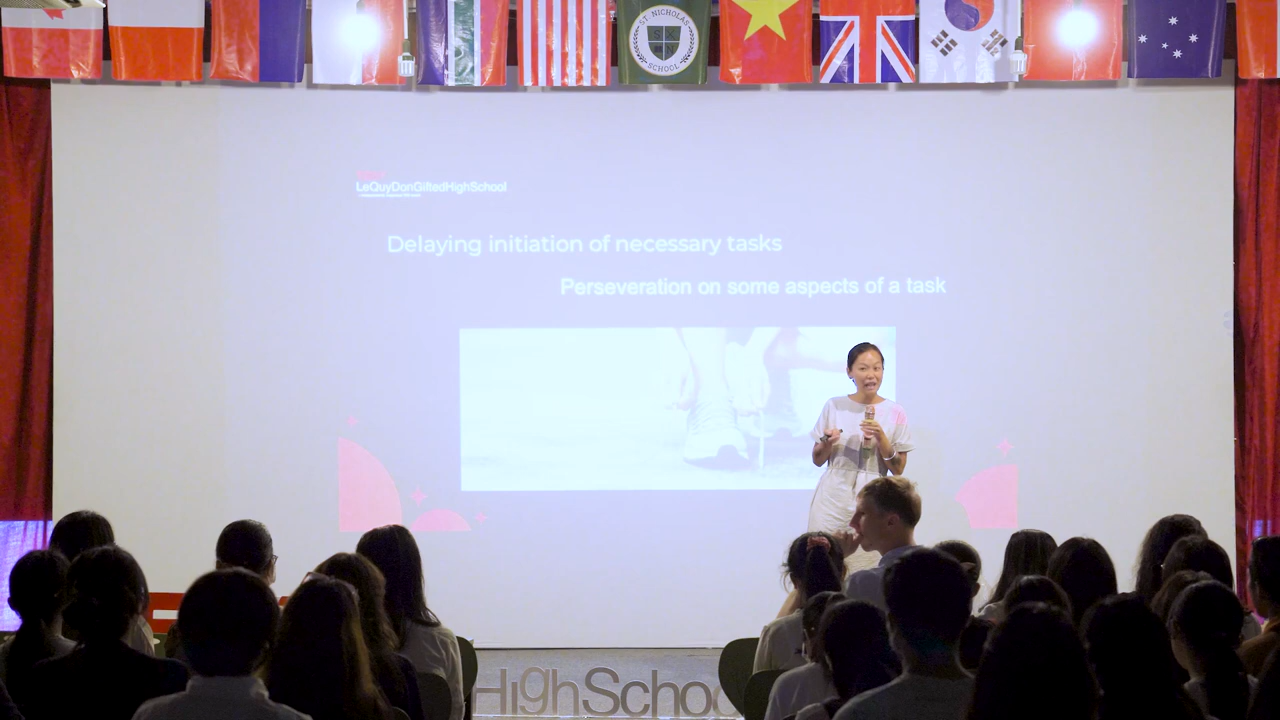 ST NICHOLAS
SCHOOL
LeQuyDonGiftedHighSchool
Delaying initiation of necessary tasks
Perseveration on some aspects of a task
HighSchool